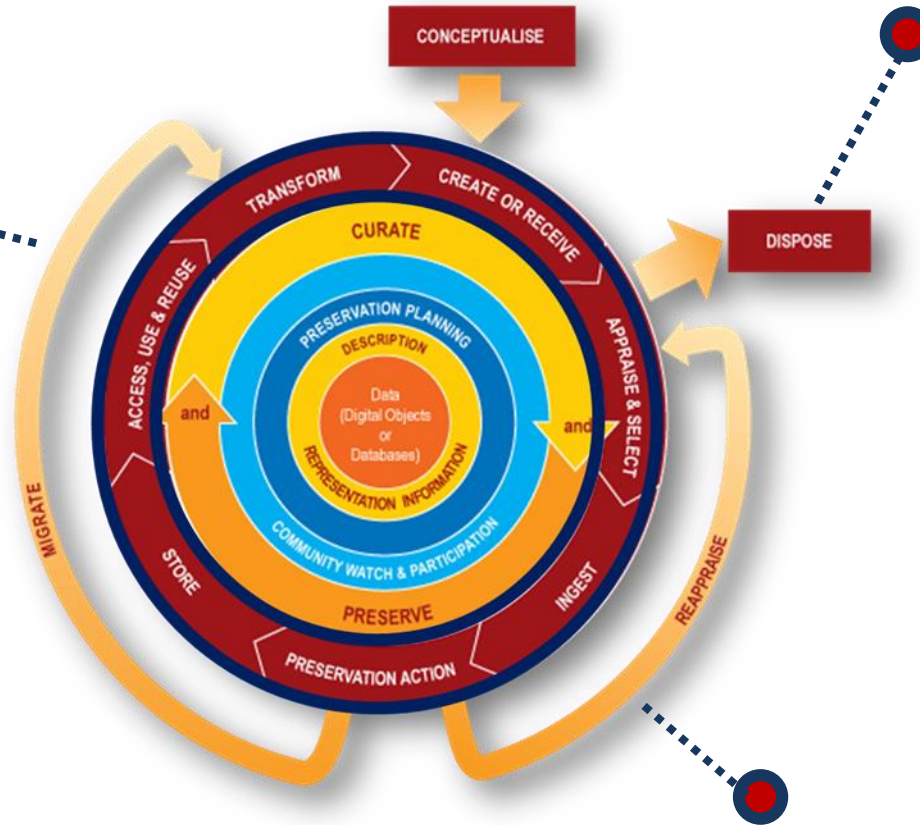 CONCEPTUALISE
TRANSFORM
CREATE OR RECEIVE
CURATE
DISPOSE
ACCESS, USE & REUSE
PRESERVATION PLANNING
DESCRIPTION
APPRAISE & SELECT
and
Data
(Digital Objects
or
Databases)
and
REPRESENTATION INFORMATION
MIGRATE
COMMUNITY WATCH & PARTICIPATION
STORE
INGEST
REAPPRAISE
PRESERVE
PRESERVATION ACTION